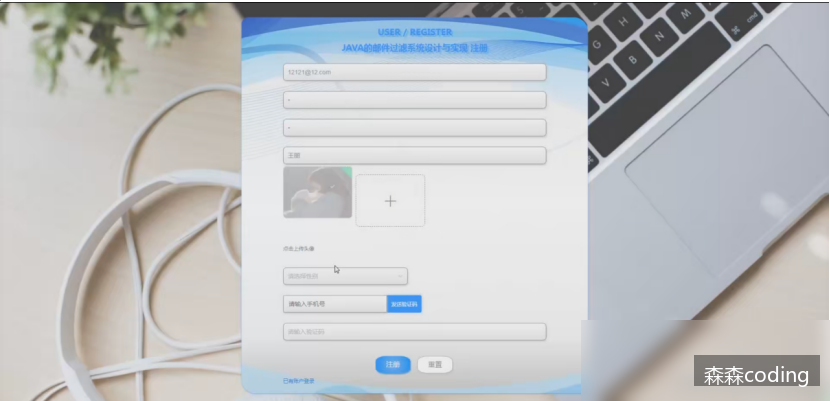 USER / REGISTER
JAVA的邮件过滤系统设计与实现 注册
12121@12.com
-
-
王丽
+
点击上传头像
请选择性别
请输入手机号
发送验证码
请输入验证码
注册
重置
已有账户登录
森森coding